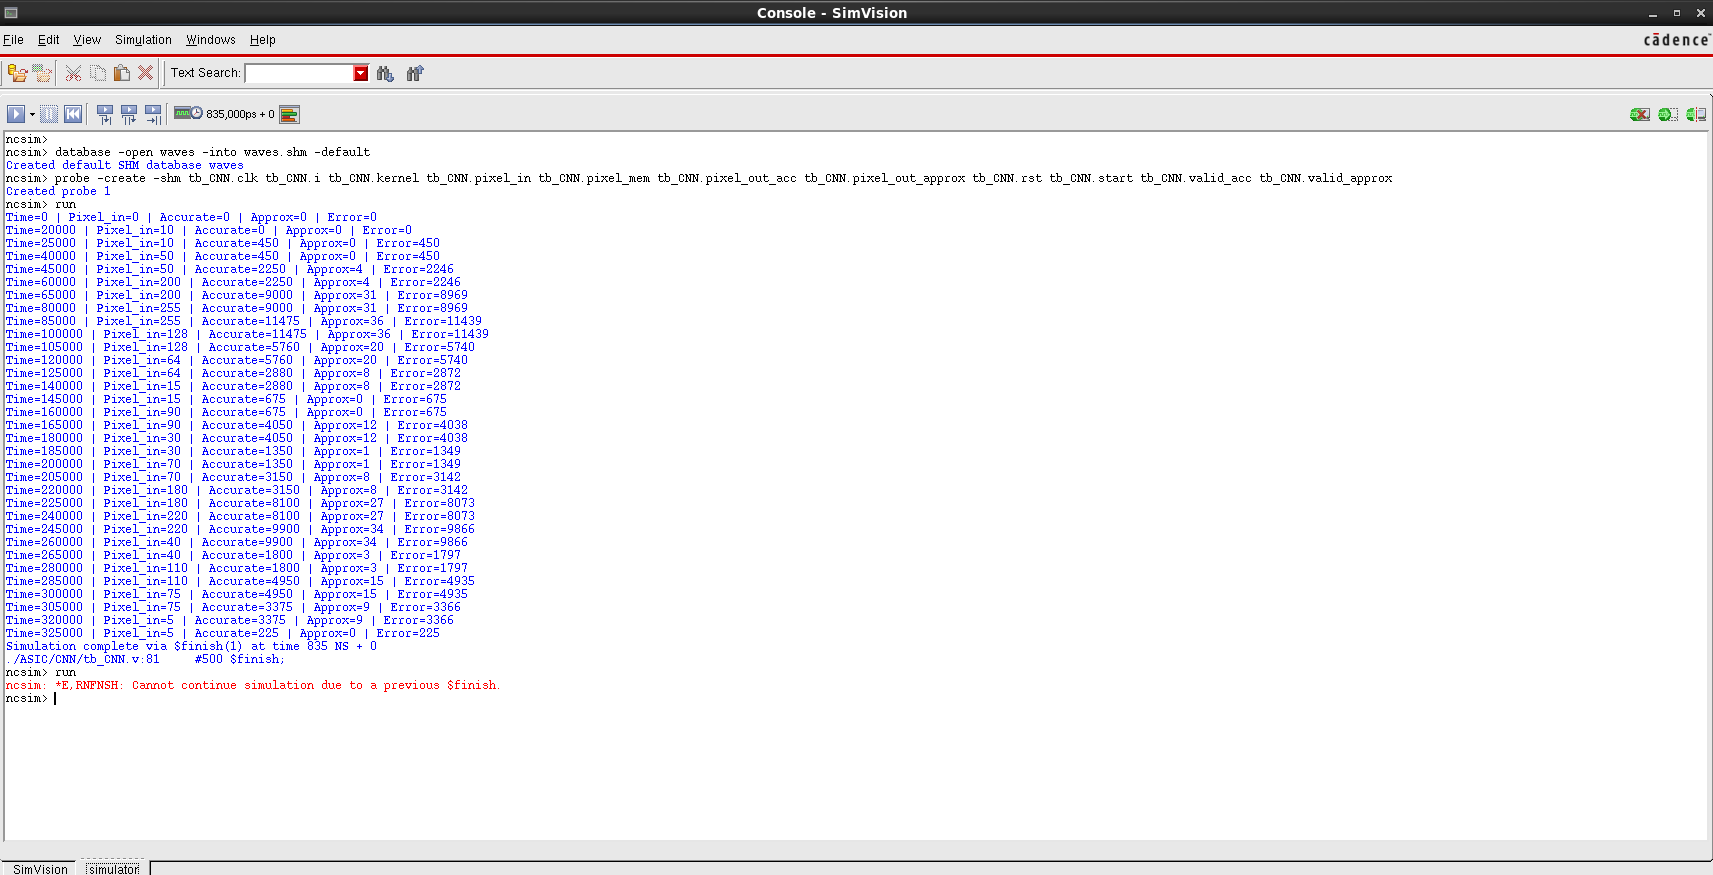 Console - SimVision
File Edit View Simulation Windows Help
cādence
Text Search:
835,000ps + 0
ncsim>
ncsim> database -open waves -into waves.shm -default
Created default SHM database waves
ncsim> probe -create -shm tb_CNN.clk tb_CNN.i tb_CNN.kernel tb_CNN.pixel_in tb_CNN.pixel_mem tb_CNN.pixel_out_acc tb_CNN.pixel_out_approx tb_CNN.rst tb_CNN.start tb_CNN.valid_acc tb_CNN.valid_approx
Created probe 1
ncsim> run
Time=0 | Pixel_in=0 | Accurate=0 | Approx=0 | Error=0
Time=20000 | Pixel_in=10 | Accurate=0 | Approx=0 | Error=0
Time=25000 | Pixel_in=10 | Accurate=450 | Approx=0 | Error=450
Time=40000 | Pixel_in=50 | Accurate=450 | Approx=0 | Error=450
Time=45000 | Pixel_in=50 | Accurate=2250 | Approx=4 | Error=2246
Time=60000 | Pixel_in=200 | Accurate=2250 | Approx=4 | Error=2246
Time=65000 | Pixel_in=200 | Accurate=9000 | Approx=31 | Error=8969
Time=80000 | Pixel_in=255 | Accurate=9000 | Approx=31 | Error=8969
Time=85000 | Pixel_in=255 | Accurate=11475 | Approx=36 | Error=11439
Time=100000 | Pixel_in=128 | Accurate=11475 | Approx=36 | Error=11439
Time=105000 | Pixel_in=128 | Accurate=5760 | Approx=20 | Error=5740
Time=120000 | Pixel_in=64 | Accurate=5760 | Approx=20 | Error=5740
Time=125000 | Pixel_in=64 | Accurate=2880 | Approx=8 | Error=2872
Time=140000 | Pixel_in=15 | Accurate=2880 | Approx=8 | Error=2872
Time=145000 | Pixel_in=15 | Accurate=675 | Approx=0 | Error=675
Time=160000 | Pixel_in=90 | Accurate=675 | Approx=0 | Error=675
Time=165000 | Pixel_in=90 | Accurate=4050 | Approx=12 | Error=4038
Time=180000 | Pixel_in=30 | Accurate=4050 | Approx=12 | Error=4038
Time=185000 | Pixel_in=30 | Accurate=1350 | Approx=1 | Error=1349
Time=200000 | Pixel_in=70 | Accurate=1350 | Approx=1 | Error=1349
Time=205000 | Pixel_in=70 | Accurate=3150 | Approx=8 | Error=3142
Time=220000 | Pixel_in=180 | Accurate=3150 | Approx=8 | Error=3142
Time=225000 | Pixel_in=180 | Accurate=8100 | Approx=27 | Error=8073
Time=240000 | Pixel_in=220 | Accurate=8100 | Approx=27 | Error=8073
Time=245000 | Pixel_in=220 | Accurate=9900 | Approx=34 | Error=9866
Time=260000 | Pixel_in=40 | Accurate=9900 | Approx=34 | Error=9866
Time=265000 | Pixel_in=40 | Accurate=1800 | Approx=3 | Error=1797
Time=280000 | Pixel_in=110 | Accurate=1800 | Approx=3 | Error=1797
Time=285000 | Pixel_in=110 | Accurate=4950 | Approx=15 | Error=4935
Time=300000 | Pixel_in=75 | Accurate=4950 | Approx=15 | Error=4935
Time=305000 | Pixel_in=75 | Accurate=3375 | Approx=9 | Error=3366
Time=320000 | Pixel_in=5 | Accurate=3375 | Approx=9 | Error=3366
Time=325000 | Pixel_in=5 | Accurate=225 | Approx=0 | Error=225
Simulation complete via $finish(1) at time 835 NS + 0
./ASIC/CNN/tb_CNN.v:81     #500 $finish;
ncsim> run
ncsim: *E,RNFNSH: Cannot continue simulation due to a previous $finish.
ncsim>
SimVision simulator